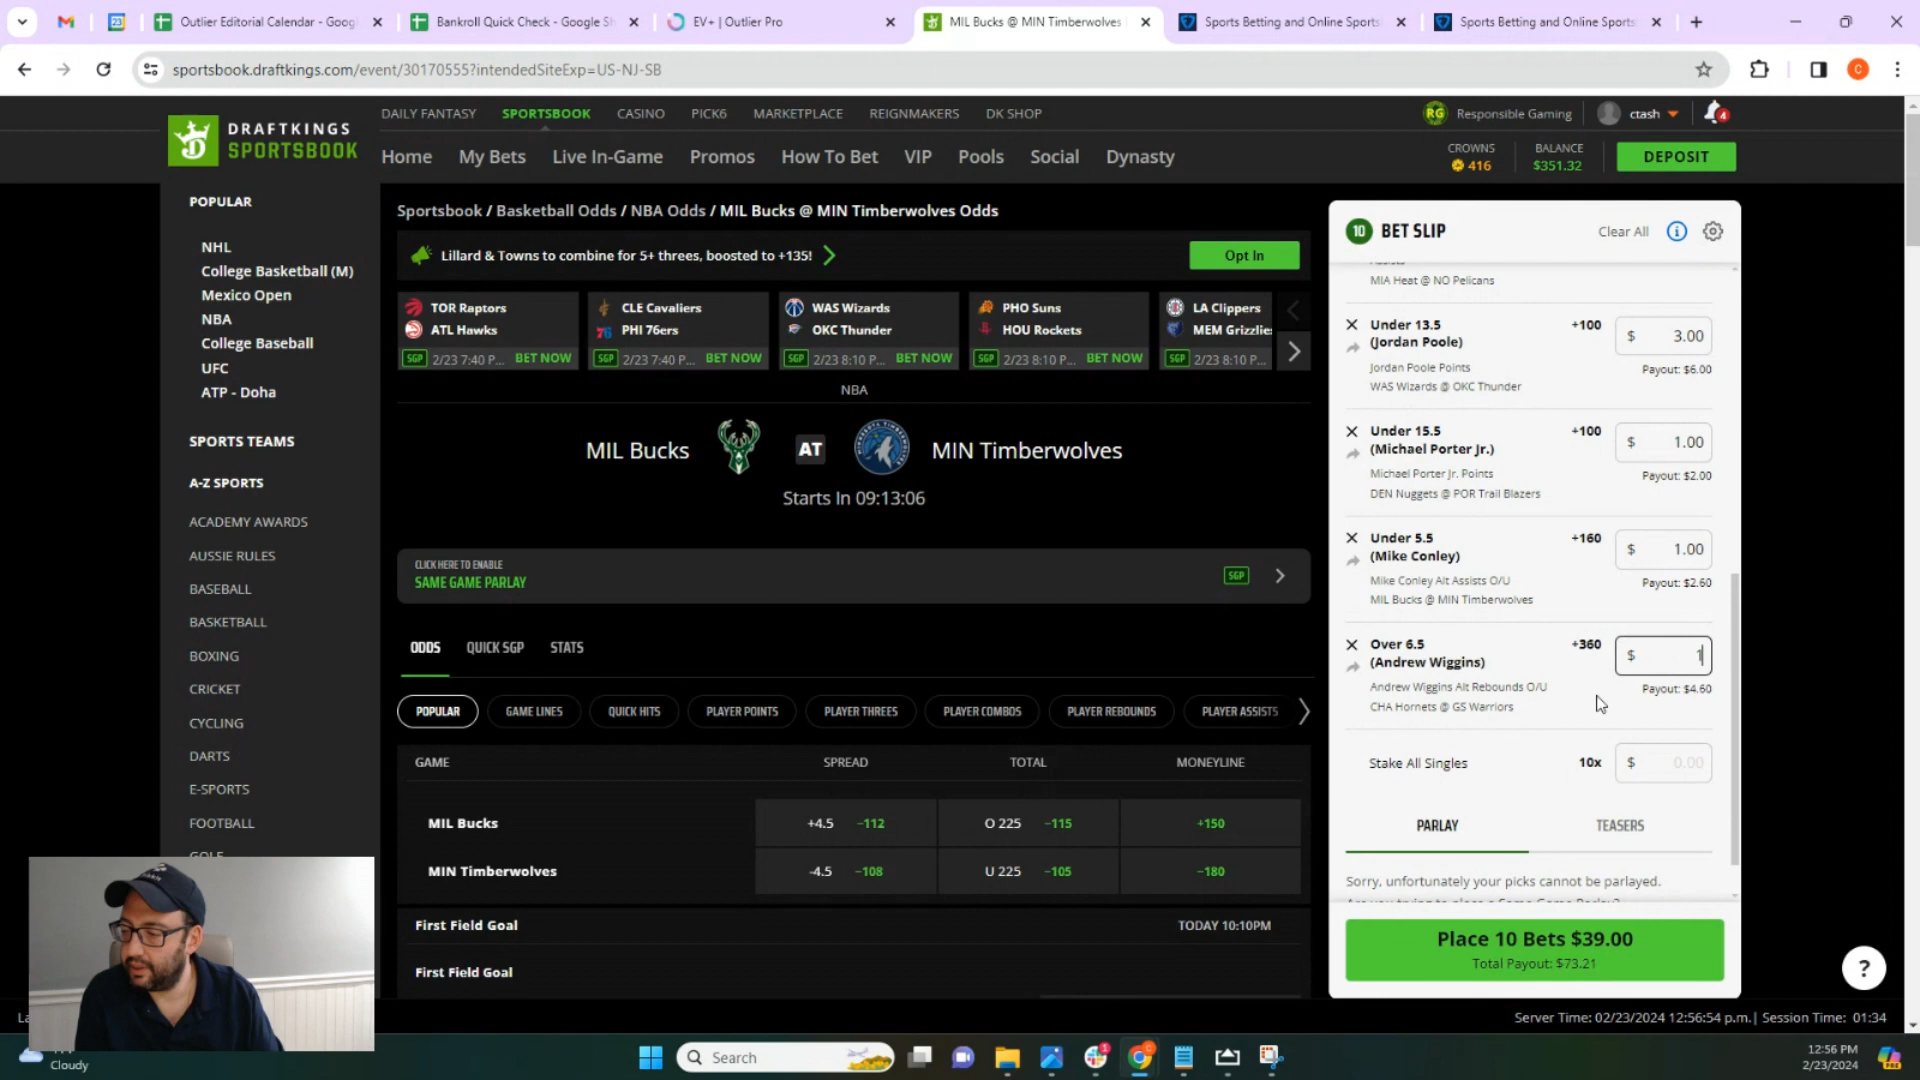 Outlier Editorial Calendar - Goog
Bankroll Quick Check - Google Sh
EV+ | Outlier Pro
MIL Bucks @ MIN Timberwolves
Sports Betting and Online Sports
Sports Betting and Online Sports
sportsbook.draftkings.com/event/30170555?intendedSiteExp=US-NJ-SB
DAILY FANTASY SPORTSBOOK CASINO PICK6 MARKETPLACE REIGNMAKERS DK SHOP
RG Responsible Gaming ctash 4
DRAFTKINGS
SPORTSBOOK
Home My Bets Live In-Game Promos How To Bet VIP Pools Social Dynasty
CROWNS
416
BALANCE
$351.32
DEPOSIT
POPULAR
NHL
College Basketball (M)
Mexico Open
NBA
College Baseball
UFC
ATP - Doha
SPORTS TEAMS
A-Z SPORTS
ACADEMY AWARDS
AUSSIE RULES
BASEBALL
BASKETBALL
BOXING
CRICKET
CYCLING
DARTS
E-SPORTS
FOOTBALL
GOLF
Sportsbook / Basketball Odds / NBA Odds / MIL Bucks @ MIN Timberwolves Odds
Lillard & Towns to combine for 5+ threes, boosted to +135!
Opt In
TOR Raptors
ATL Hawks
SGP 2/23 7:40 P... BET NOW
CLE Cavaliers
PHI 76ers
SGP 2/23 7:40 P... BET NOW
WAS Wizards
OKC Thunder
SGP 2/23 8:10 P... BET NOW
PHO Suns
HOU Rockets
SGP 2/23 8:10 P... BET NOW
LA Clippers
MEM Grizzlie
SGP 2/23 8:10 P...
NBA
MIL Bucks AT MIN Timberwolves
Starts In 09:13:06
CLICK HERE TO ENABLE
SAME GAME PARLAY
SGP
ODDS QUICK SGP STATS
POPULAR GAME LINES QUICK HITS PLAYER POINTS PLAYER THREES PLAYER COMBOS PLAYER REBOUNDS PLAYER ASSISTS
GAME SPREAD TOTAL MONEYLINE
MIL Bucks +4.5 −112 O 225 −115 +150
MIN Timberwolves -4.5 −108 U 225 −105 −180
First Field Goal TODAY 10:10PM
First Field Goal
10 BET SLIP Clear All
MIA Heat @ NO Pelicans
Under 13.5 +100 $ 3.00
(Jordan Poole)
Jordan Poole Points Payout: $6.00
WAS Wizards @ OKC Thunder
Under 15.5 +100 $ 1.00
(Michael Porter Jr.)
Michael Porter Jr. Points Payout: $2.00
DEN Nuggets @ POR Trail Blazers
Under 5.5 +160 $ 1.00
(Mike Conley)
Mike Conley Alt Assists O/U Payout: $2.60
MIL Bucks @ MIN Timberwolves
Over 6.5 +360 $ 1
(Andrew Wiggins)
Andrew Wiggins Alt Rebounds O/U Payout: $4.60
CHA Hornets @ GS Warriors
Stake All Singles 10x $ 0.00
PARLAY TEASERS
Sorry, unfortunately your picks cannot be parlayed.
Place 10 Bets $39.00
Total Payout: $73.21
?
La
Server Time: 02/23/2024 12:56:54 p.m.| Session Time: 01:34
Cloudy
Search
12:56 PM
2/23/2024